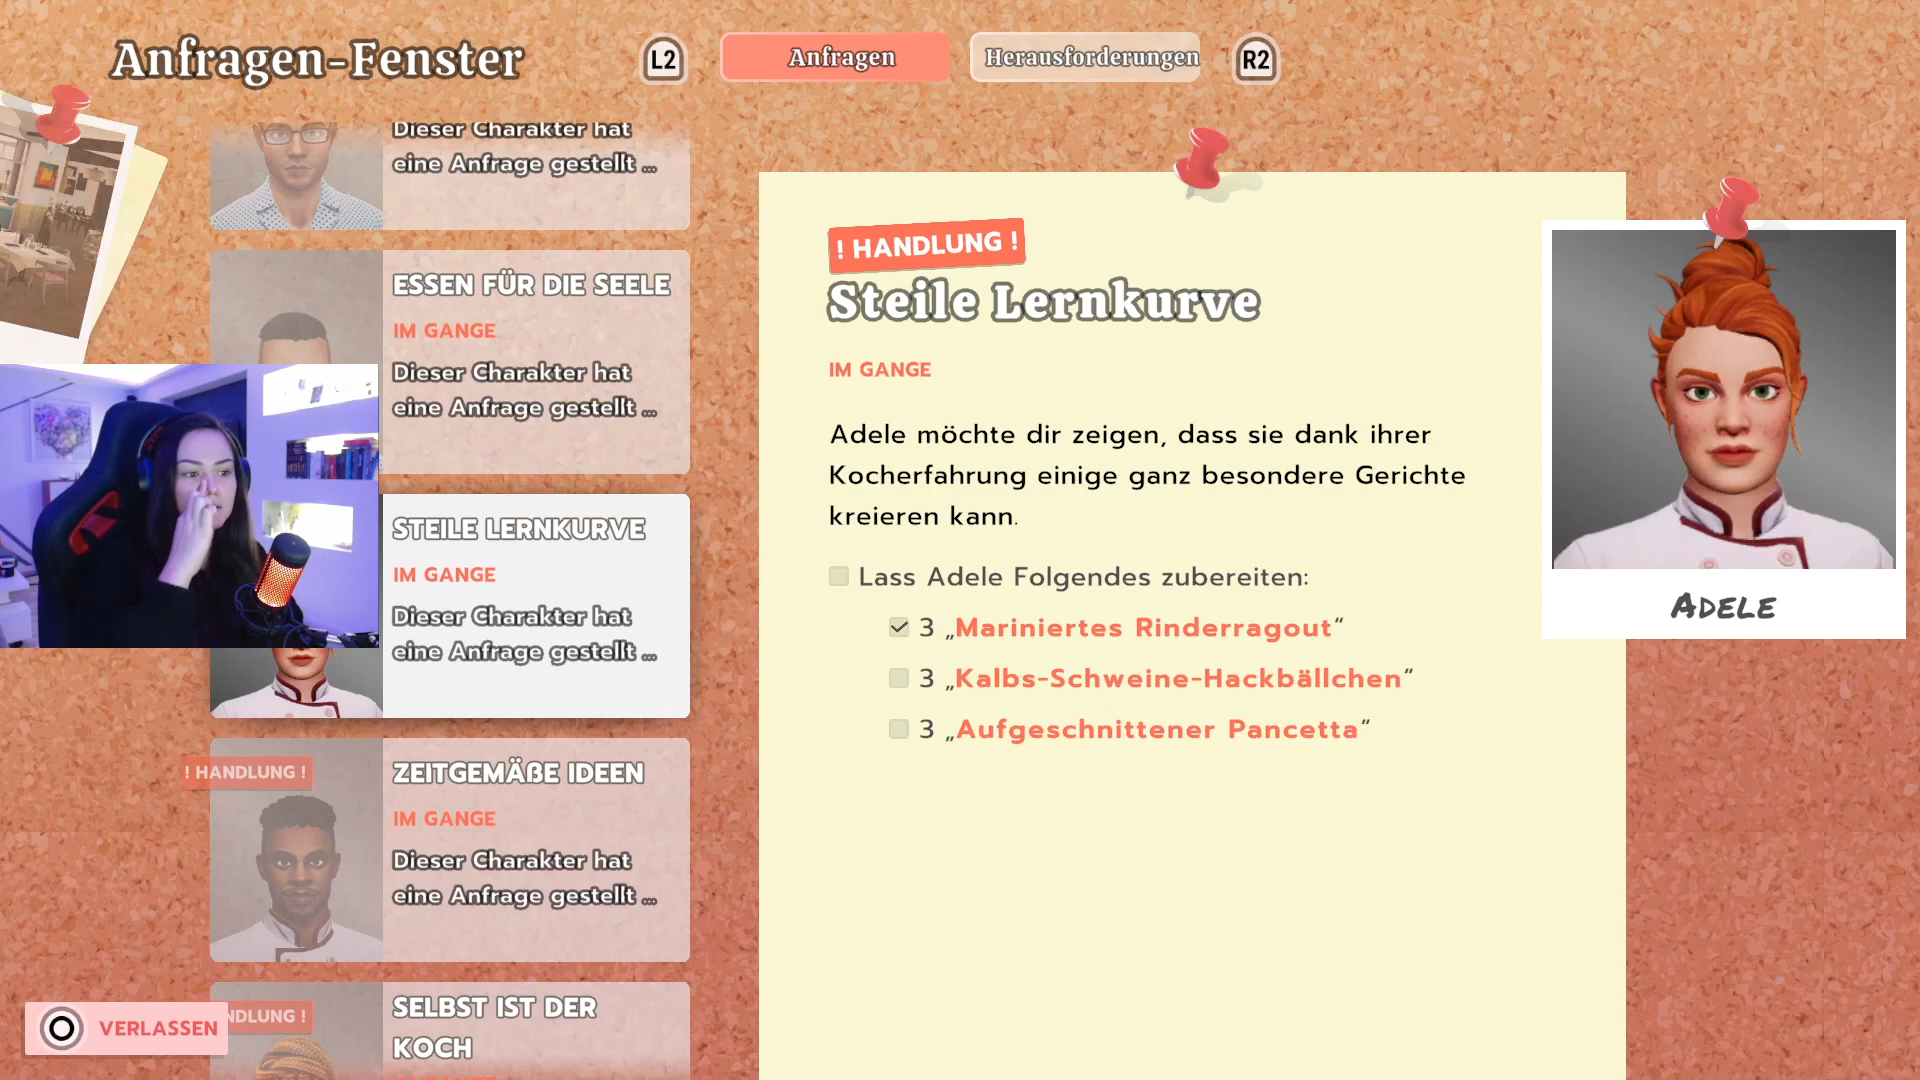 Anfragen-Fenster
L2
Anfragen
Herausforderungen
R2
Dieser Charakter hat
eine Anfrage gestellt ...
ESSEN FÜR DIE SEELE
IM GANGE
Dieser Charakter hat
eine Anfrage gestellt ...
STEILE LERNKURVE
IM GANGE
Dieser Charakter hat
eine Anfrage gestellt ...
! HANDLUNG !
ZEITGEMÄẞE IDEEN
IM GANGE
Dieser Charakter hat
eine Anfrage gestellt ...
NDLUNG !
SELBST IST DER
KOCH
VERLASSEN
! HANDLUNG !
Steile Lernkurve
IM GANGE
Adele möchte dir zeigen, dass sie dank ihrer
Kocherfahrung einige ganz besondere Gerichte
kreieren kann.
Lass Adele Folgendes zubereiten:
3 „Mariniertes Rinderragout“
3 „Kalbs-Schweine-Hackbällchen“
3 „Aufgeschnittener Pancetta“
ADELE